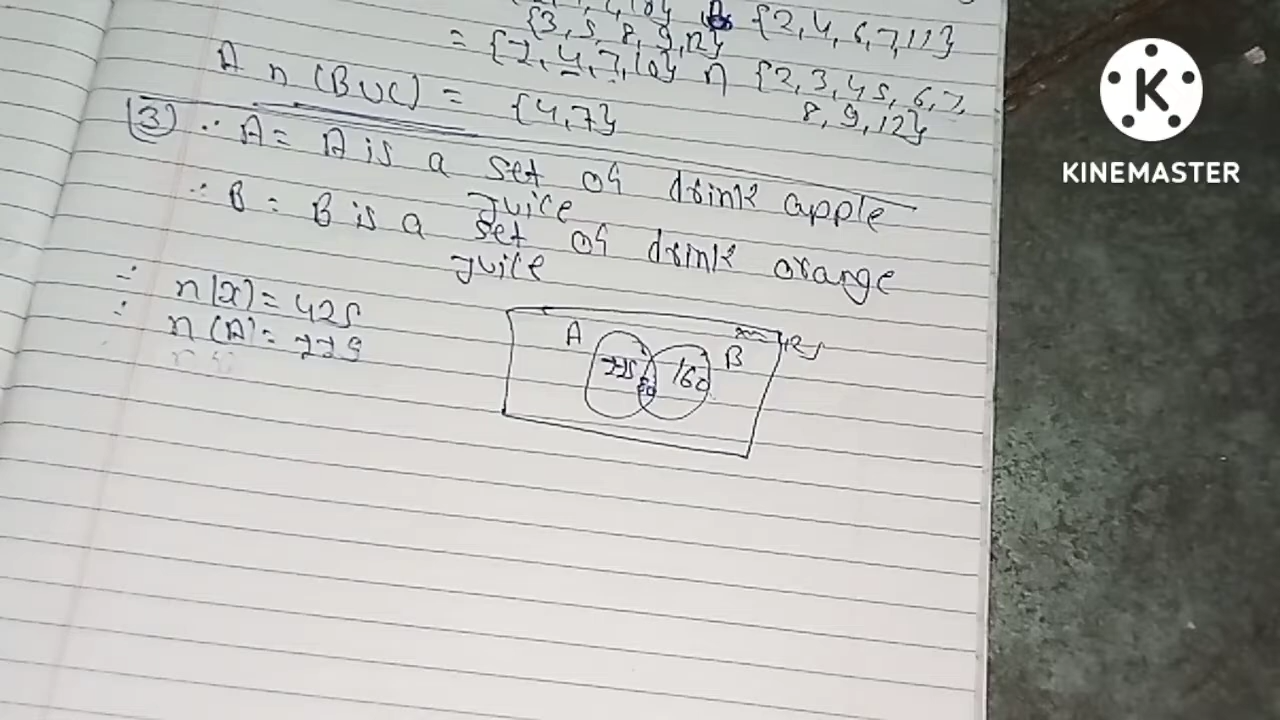 {2, 4, 6, 7, 11}
{3, 5, 8, 9, 12}
= {2, 4, 7, 10} ∩ {2, 3, 4 5, 6, 7,
8, 9, 12}
A ∩ (B∪C) = {4, 7}
(3) ∴ A = A is a set of drink apple
Juice
∴ B = B is a set of drink orange
Juice
∴ n(x) = 425
∴ n(A) =
A
B
160
K
KINEMASTER